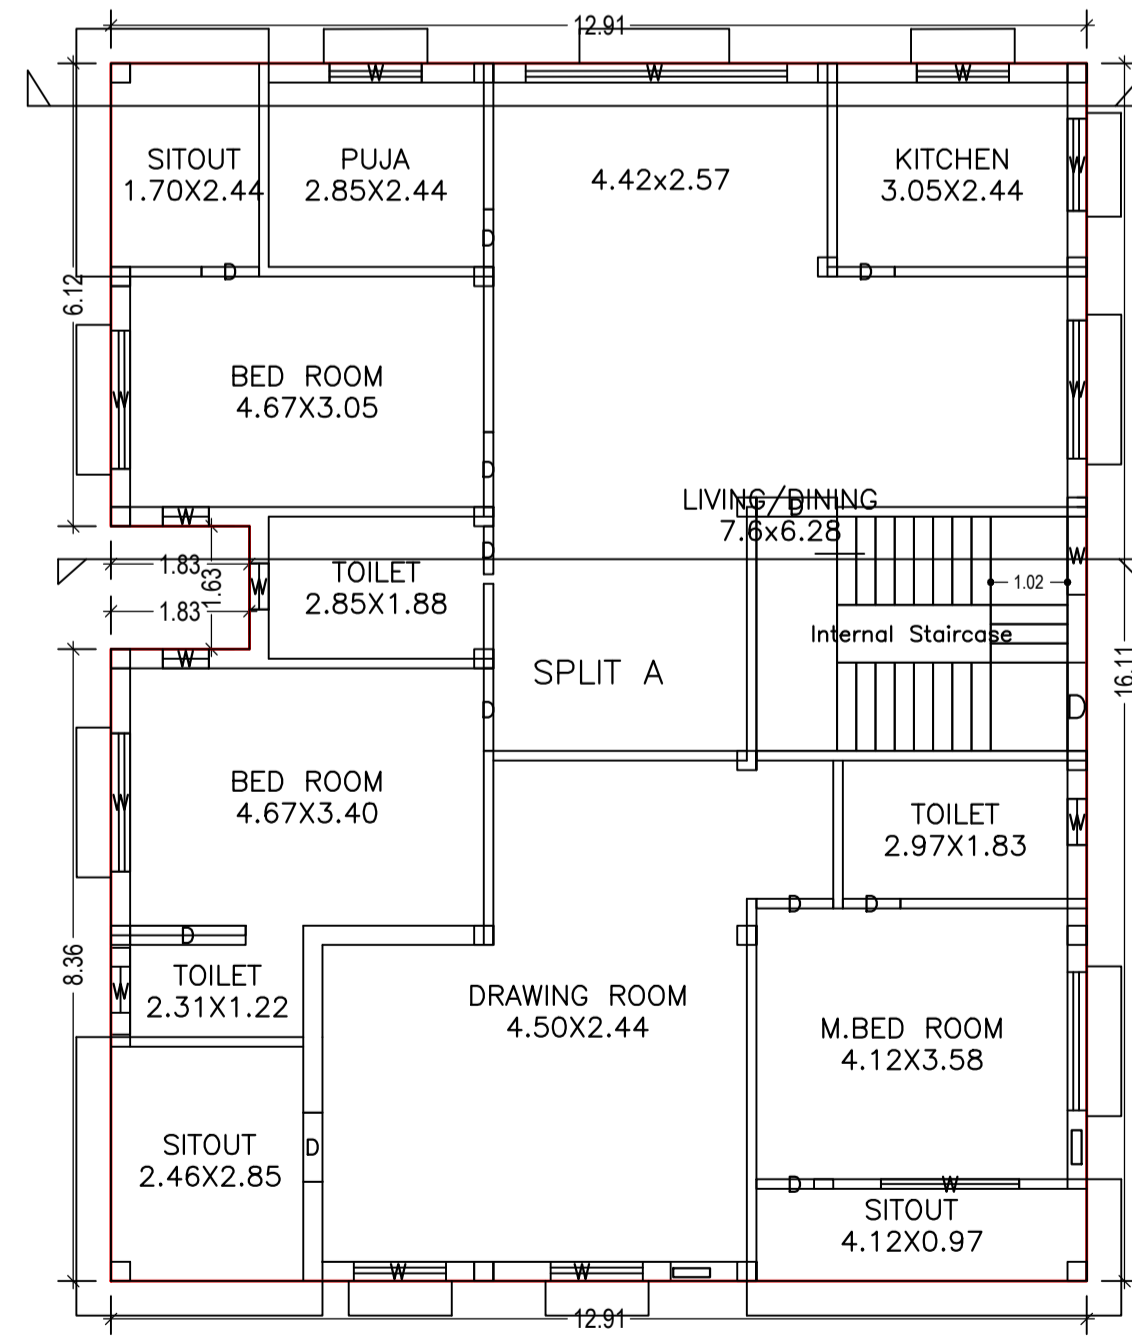 12.91
W
W
W
SITOUT
1.70X2.44
PUJA
2.85X2.44
4.42x2.57
KITCHEN
3.05X2.44
W
D
D
D
6.12
BED ROOM
4.67X3.05
W
W
D
LIVING/DINING
7.6x6.28
D
W
D
W
1.83
1.63
1.83
W
TOILET
2.85X1.88
1.02
Internal Staircase
W
SPLIT A
16.11
D
D
BED ROOM
4.67X3.40
W
TOILET
2.97X1.83
W
D
D
D
8.36
TOILET
2.31X1.22
W
DRAWING ROOM
4.50X2.44
M.BED ROOM
4.12X3.58
SITOUT
2.46X2.85
D
D
W
SITOUT
4.12X0.97
W
W
12.91